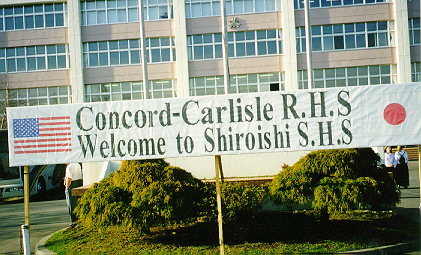 Concord-Carlisle R.H.S
Welcome to Shiroishi S.H.S